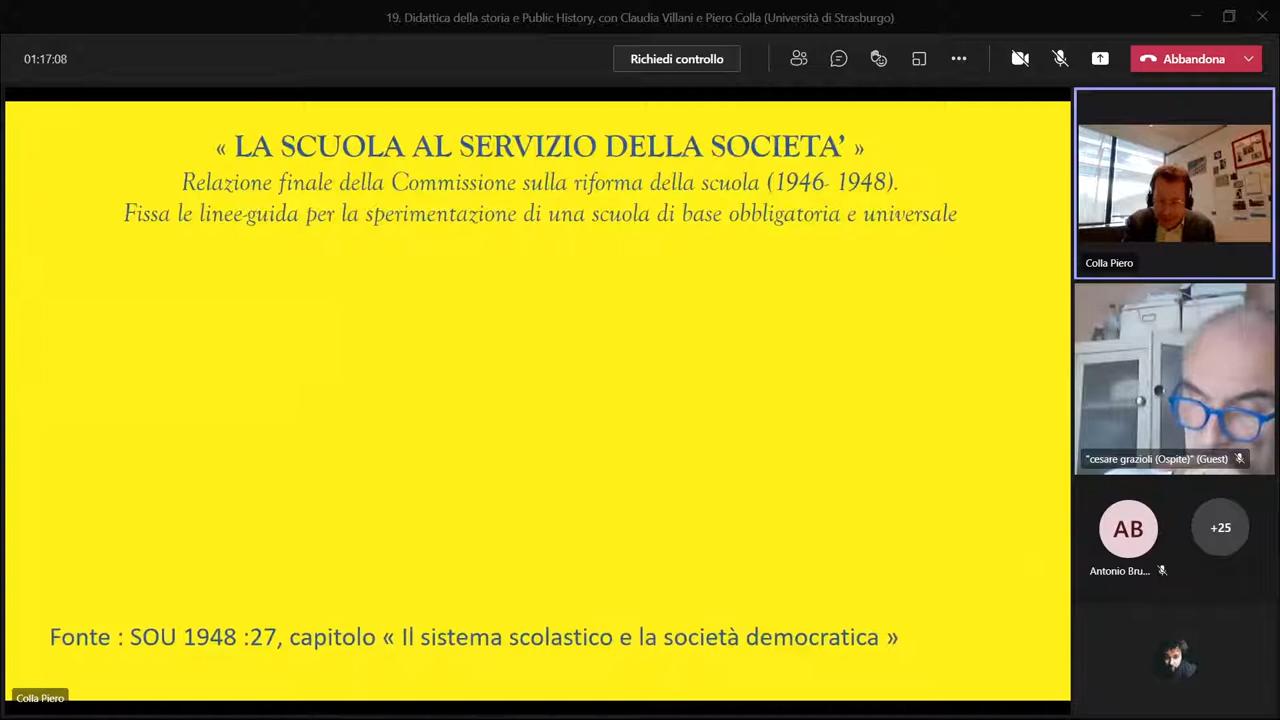 19. Didattica della storia e Public History, con Claudia Villani e Piero Colla (Università di Strasburgo)
01:17:08
Richiedi controllo
Abbandona
« LA SCUOLA AL SERVIZIO DELLA SOCIETA’ »
Relazione finale della Commissione sulla riforma della scuola (1946- 1948).
Fissa le linee-guida per la sperimentazione di una scuola di base obbligatoria e universale
Fonte : SOU 1948 :27, capitolo « Il sistema scolastico e la società democratica »
Colla Piero
Colla Piero
"cesare grazioli (Ospite)" (Guest)
AB
+25
Antonio Bru...